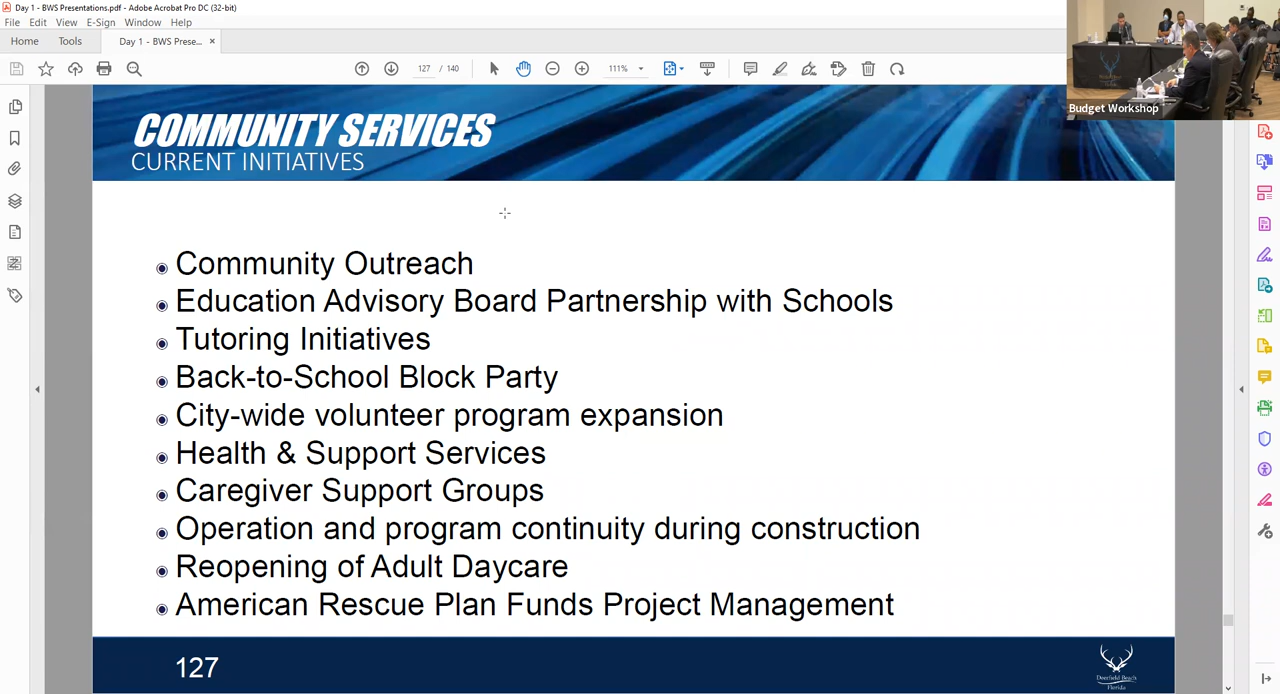 Day 1 - BWS Presentations.pdf - Adobe Acrobat Pro DC (32-bit)
File Edit View E-Sign Window Help
Home Tools Day 1 - BWS Prese... ×
127 / 140 111%
Budget Workshop
COMMUNITY SERVICES
CURRENT INITIATIVES
Community Outreach
Education Advisory Board Partnership with Schools
Tutoring Initiatives
Back-to-School Block Party
City-wide volunteer program expansion
Health & Support Services
Caregiver Support Groups
Operation and program continuity during construction
Reopening of Adult Daycare
American Rescue Plan Funds Project Management
127
Deerfield Beach
Florida